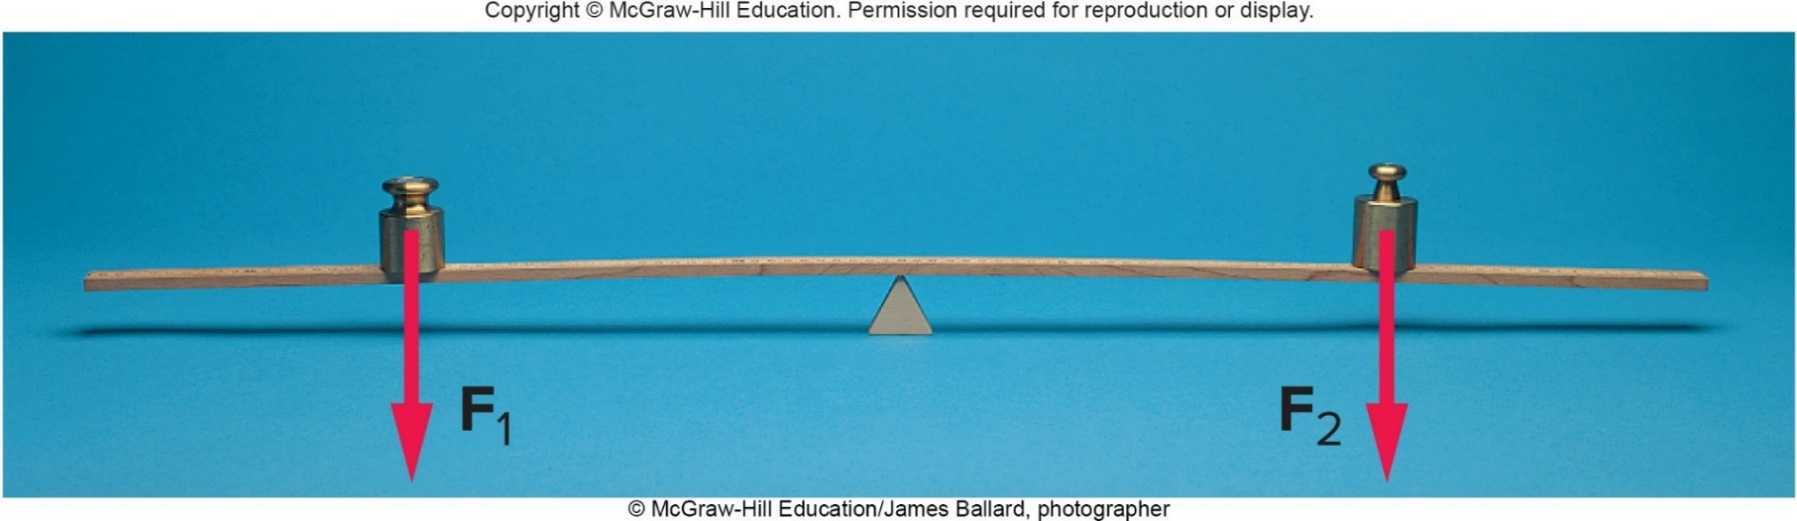 Copyright © McGraw-Hill Education. Permission required for reproduction or display.
F1
F2
© McGraw-Hill Education/James Ballard, photographer